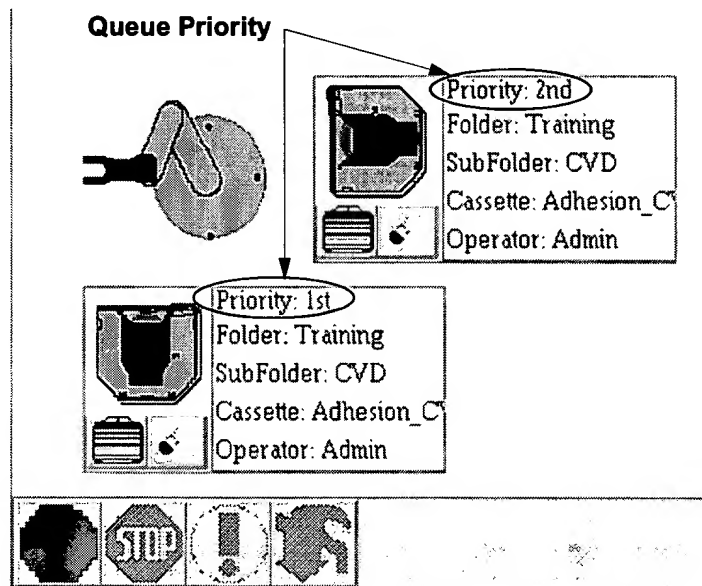 Queue Priority
Priority: 2nd
Folder: Training
SubFolder: CVD
Cassette: Adhesion_C
Operator: Admin
Priority: 1st
Folder: Training
SubFolder: CVD
Cassette: Adhesion_C
Operator: Admin
STOP
!